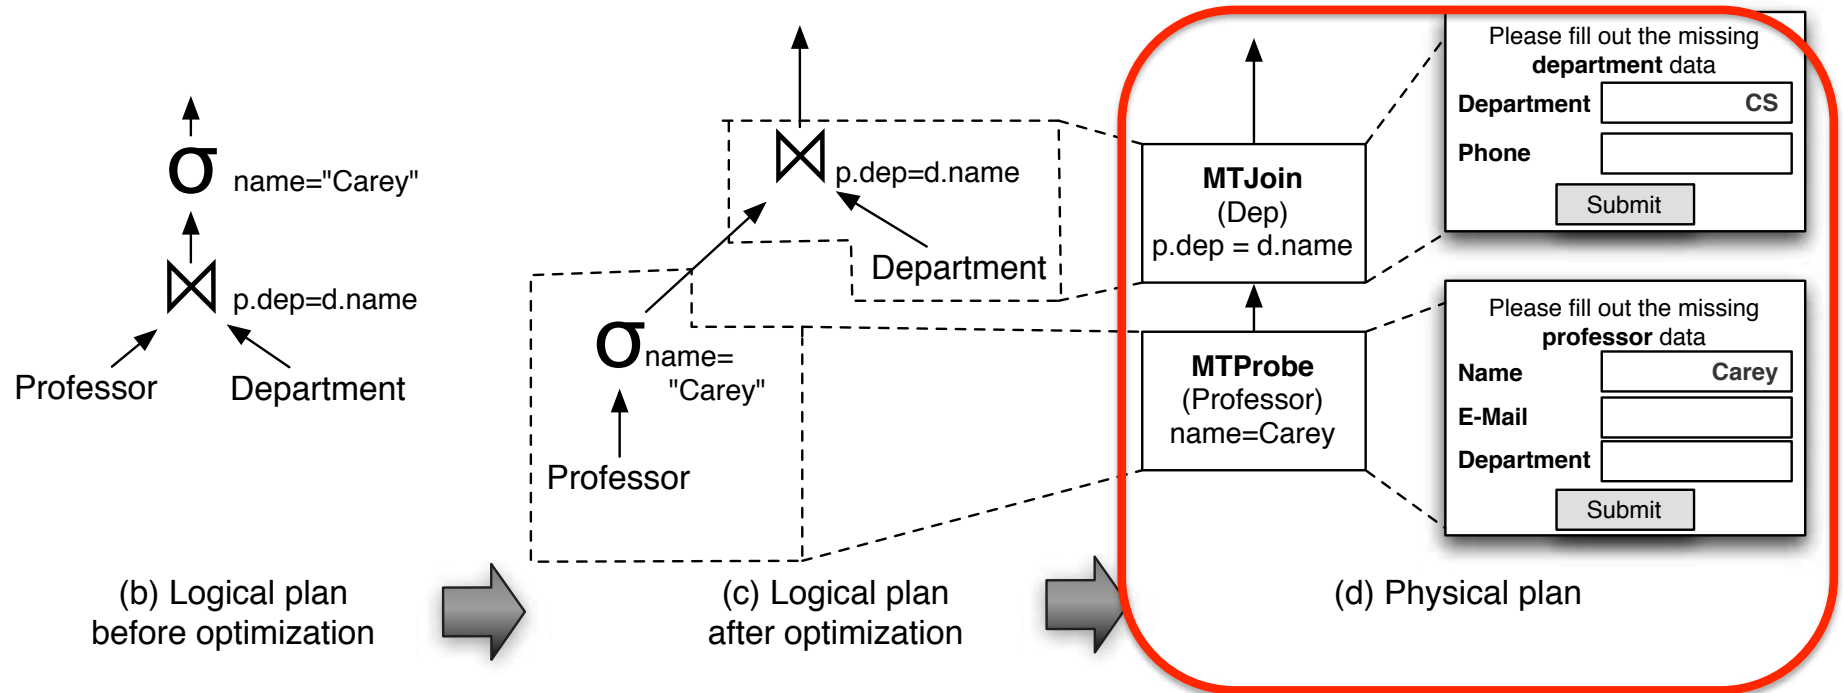 σ name="Carey"
p.dep=d.name
Professor
Department
(b) Logical plan
before optimization
p.dep=d.name
Department
σ name=
"Carey"
Professor
(c) Logical plan
after optimization
MTJoin
(Dep)
p.dep = d.name
MTProbe
(Professor)
name=Carey
Please fill out the missing
department data
Department CS
Phone
Submit
Please fill out the missing
professor data
Name Carey
E-Mail
Department
Submit
(d) Physical plan